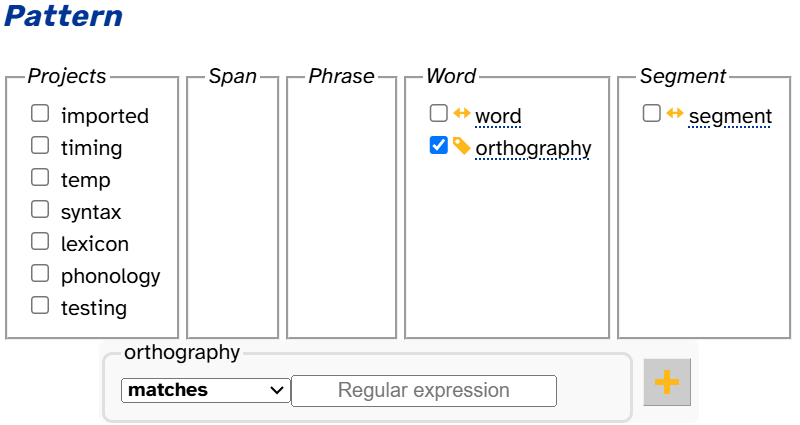 Pattern
Projects
imported
timing
temp
syntax
lexicon
phonology
testing
Span
Phrase
Word
word
orthography
Segment
segment
orthography
matches
Regular expression